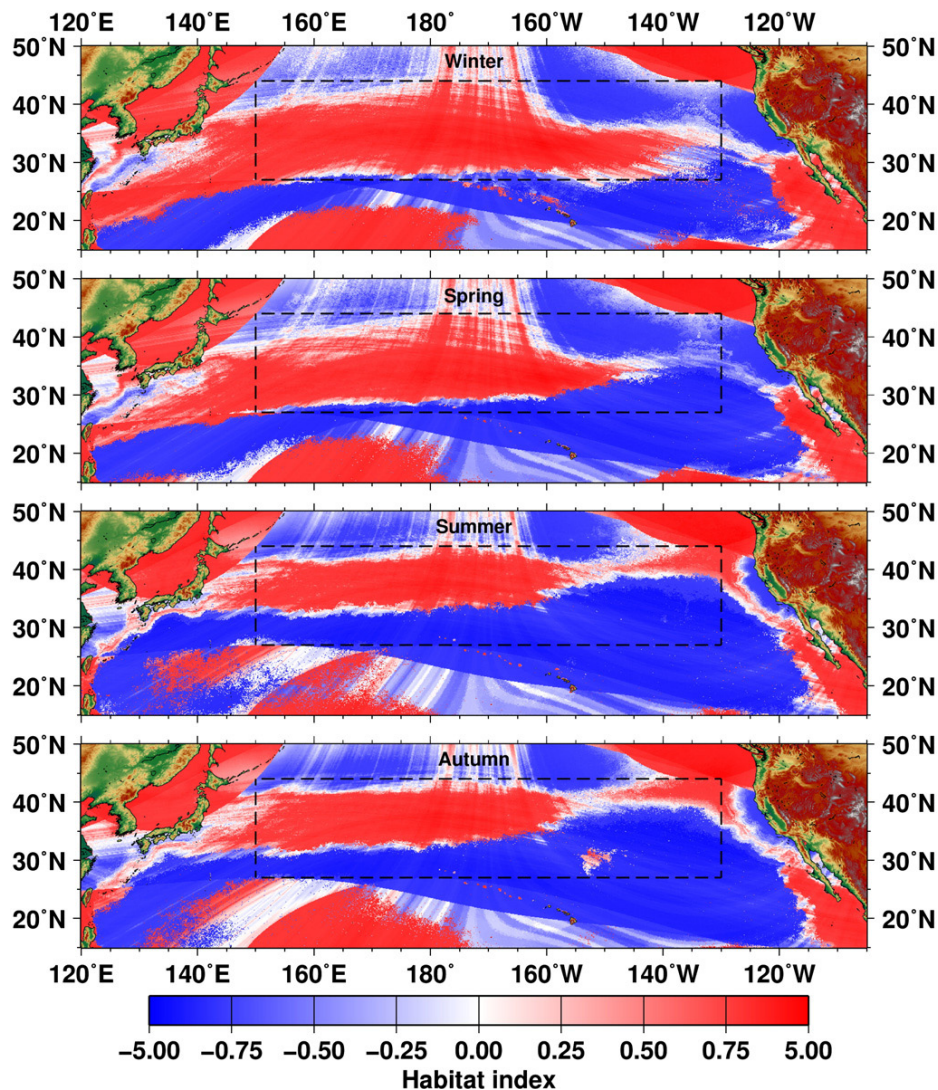 120˚E 140˚E 160˚E 180˚ 160˚W 140˚W 120˚W
50˚N Winter 50˚N
40˚N 40˚N
30˚N 30˚N
20˚N 20˚N
50˚N Spring 50˚N
40˚N 40˚N
30˚N 30˚N
20˚N 20˚N
50˚N Summer 50˚N
40˚N 40˚N
30˚N 30˚N
20˚N 20˚N
50˚N Autumn 50˚N
40˚N 40˚N
30˚N 30˚N
20˚N 20˚N
120˚E 140˚E 160˚E 180˚ 160˚W 140˚W 120˚W
−5.00 −0.75 −0.50 −0.25 0.00 0.25 0.50 0.75 5.00
Habitat index